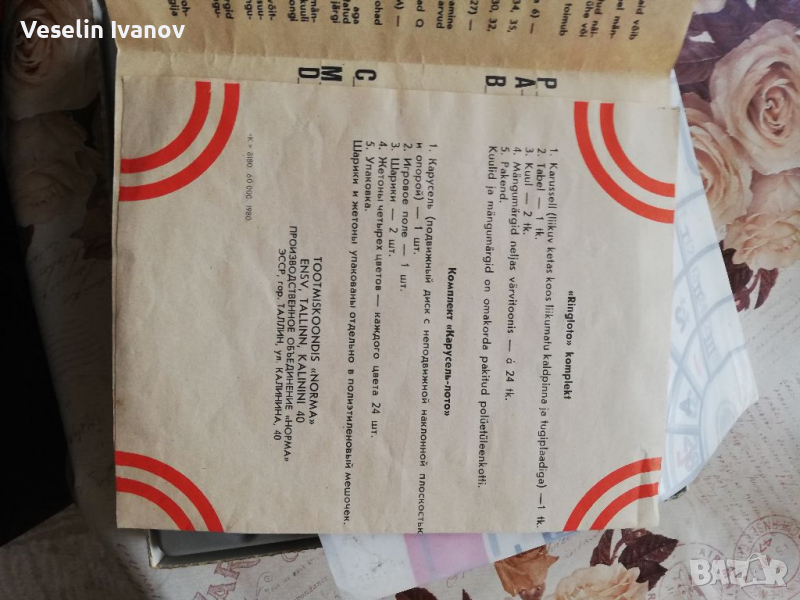 Veselin Ivanov
«Ringloto» komplekt
1. Karussell (liikuv ketas koos liikumatu kaldpinna ja tugiplaadiga) —1 tk.
2. Tabel — 1 tk.
3. Kuul — 2 tk.
4. Mängumärgid neljas värvitoonis — à 24 tk.
5. Pakend.
Kuulid ja mängumärgid on omakorda pakitud polüetüleenkotti.
Комплект «Карусель-лото»
1. Карусель (подвижный диск с неподвижной наклонной плоскостью
и опорой) — 1 шт.
2. Игровое поле — 1 шт.
3. Шарики — 2 шт.
4. Жетоны четырех цветов — каждого цвета 24 шт.
5. Упаковка.
Шарики и жетоны упакованы отдельно в полиэтиленовый мешочек.
TOOTMISKOONDIS «NORMA»
ENSV, TALLINN, KALININI 40
ПРОИЗВОДСТВЕННОЕ ОБЪЕДИНЕНИЕ «НОРМА»
ЭССР, гор. ТАЛЛИН, ул. КАЛИНИНА, 40
P
A
B
C
M
D
BAZAR